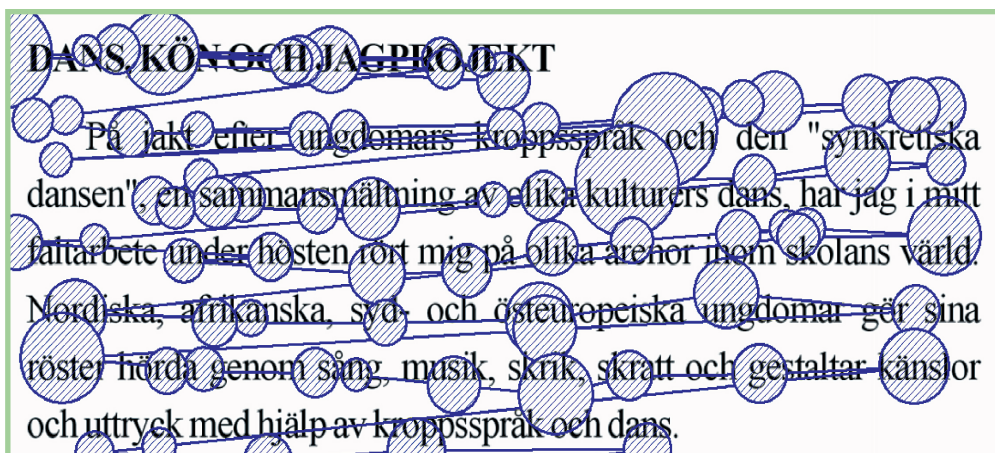 DANS, KÖN OCH JAGPROJEKT
På jakt efter ungdomars kroppsspråk och den "synkretiska
dansen", en sammansmältning av olika kulturers dans, har jag i mitt
fältarbete under hösten rört mig på olika arenor inom skolans värld.
Nordiska, afrikanska, syd- och östeuropeiska ungdomar gör sina
röster hörda genom sång, musik, skrik, skratt och gestaltar känslor
och uttryck med hjälp av kroppsspråk och dans.